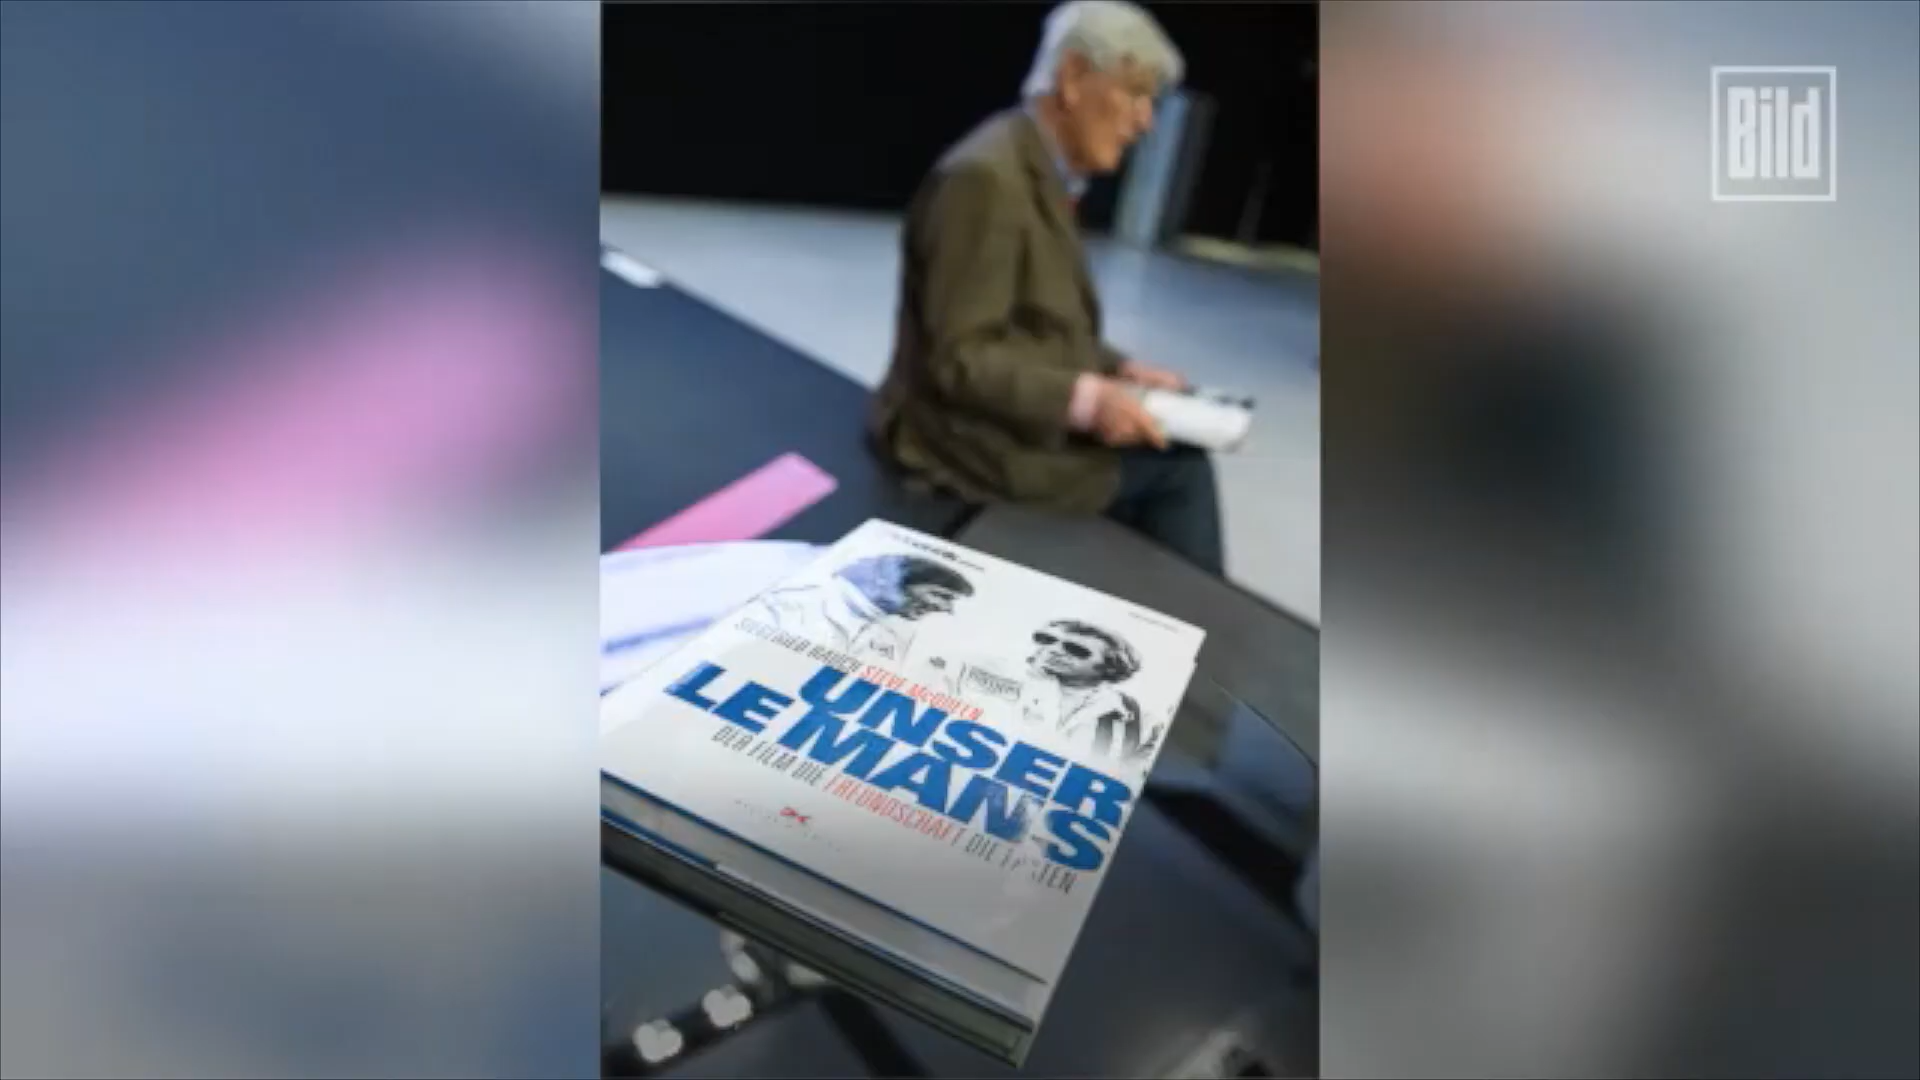 Bild
SIEGFRIED RAUCH STEVE McQUEEN
UNSER
LE MANS
DER FILM DIE FREUNDSCHAFT DIE FAKTEN